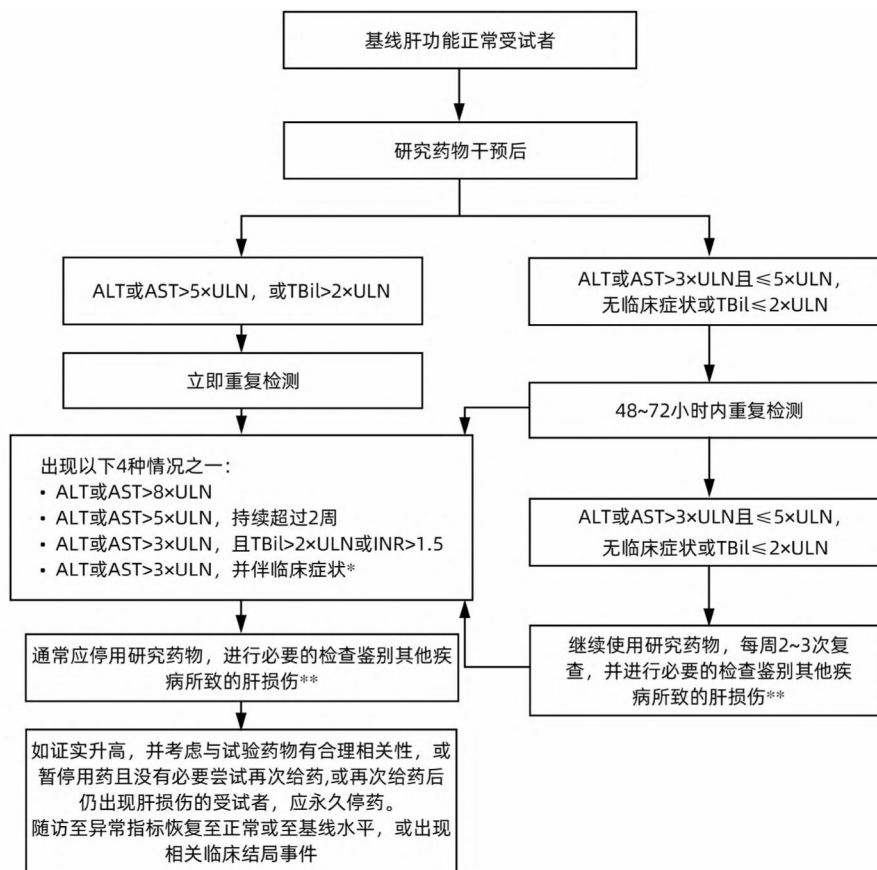 基线肝功能正常受试者
研究药物干预后
ALT或AST>5×ULN，或TBil>2×ULN
立即重复检测
出现以下4种情况之一：
• ALT或AST>8×ULN
• ALT或AST>5×ULN，持续超过2周
• ALT或AST>3×ULN，且TBil>2×ULN或INR>1.5
• ALT或AST>3×ULN，并伴临床症状*
通常应停用研究药物，进行必要的检查鉴别其他疾
病所致的肝损伤**
如证实升高，并考虑与试验药物有合理相关性，或
暂停用药且没有必要尝试再次给药,或再次给药后
仍出现肝损伤的受试者，应永久停药。
随访至异常指标恢复至正常或至基线水平，或出现
相关临床结局事件
ALT或AST>3×ULN且≤5×ULN，
无临床症状或TBil≤2×ULN
48~72小时内重复检测
ALT或AST>3×ULN且≤5×ULN，
无临床症状或TBil≤2×ULN
继续使用研究药物，每周2~3次复
查，并进行必要的检查鉴别其他疾
病所致的肝损伤**